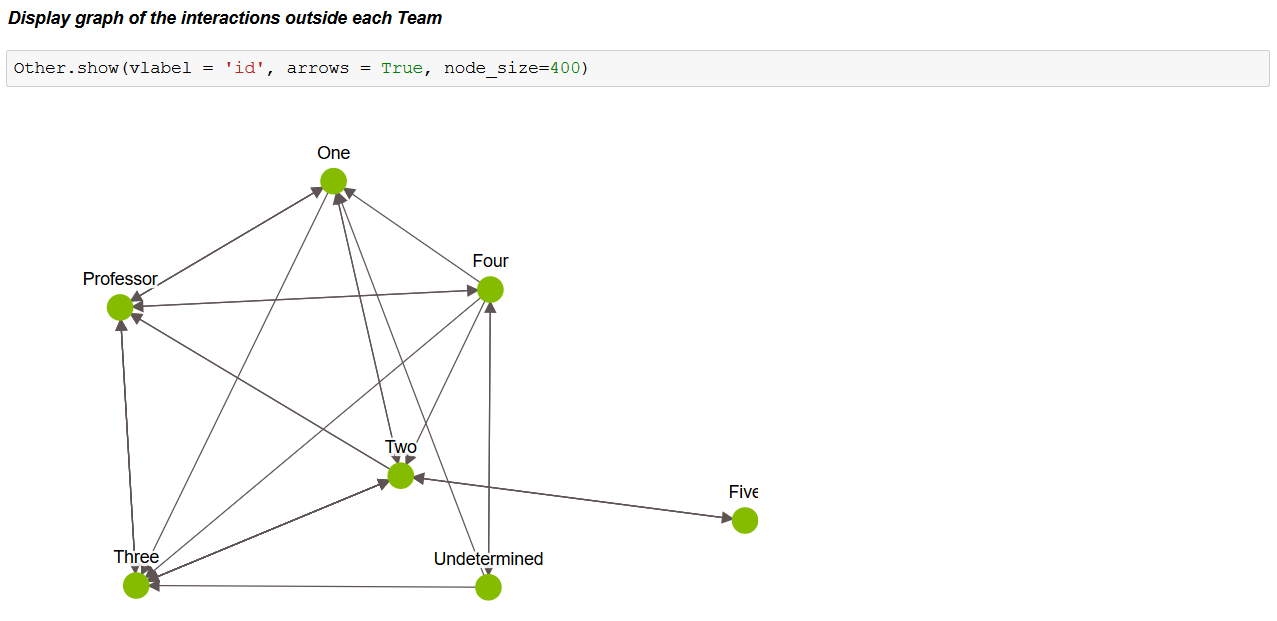 Display graph of the interactions outside each Team
Other.show(vlabel = 'id', arrows = True, node_size=400)
One
Four
Professor
Two
Five
Three
Undetermined